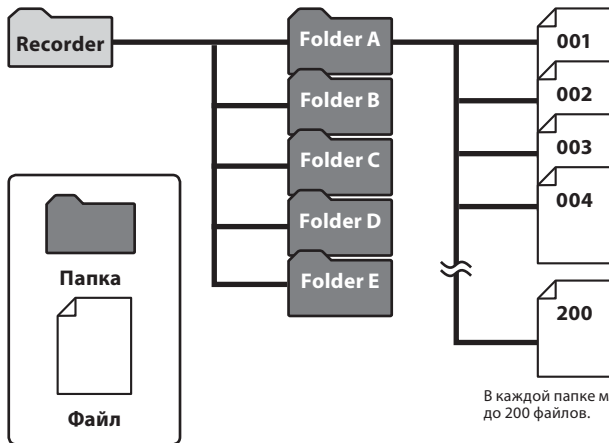 Recorder
Folder A
Folder B
Folder C
Folder D
Folder E
001
002
003
004
200
Папка
Файл
В каждой папке
до 200 файлов.